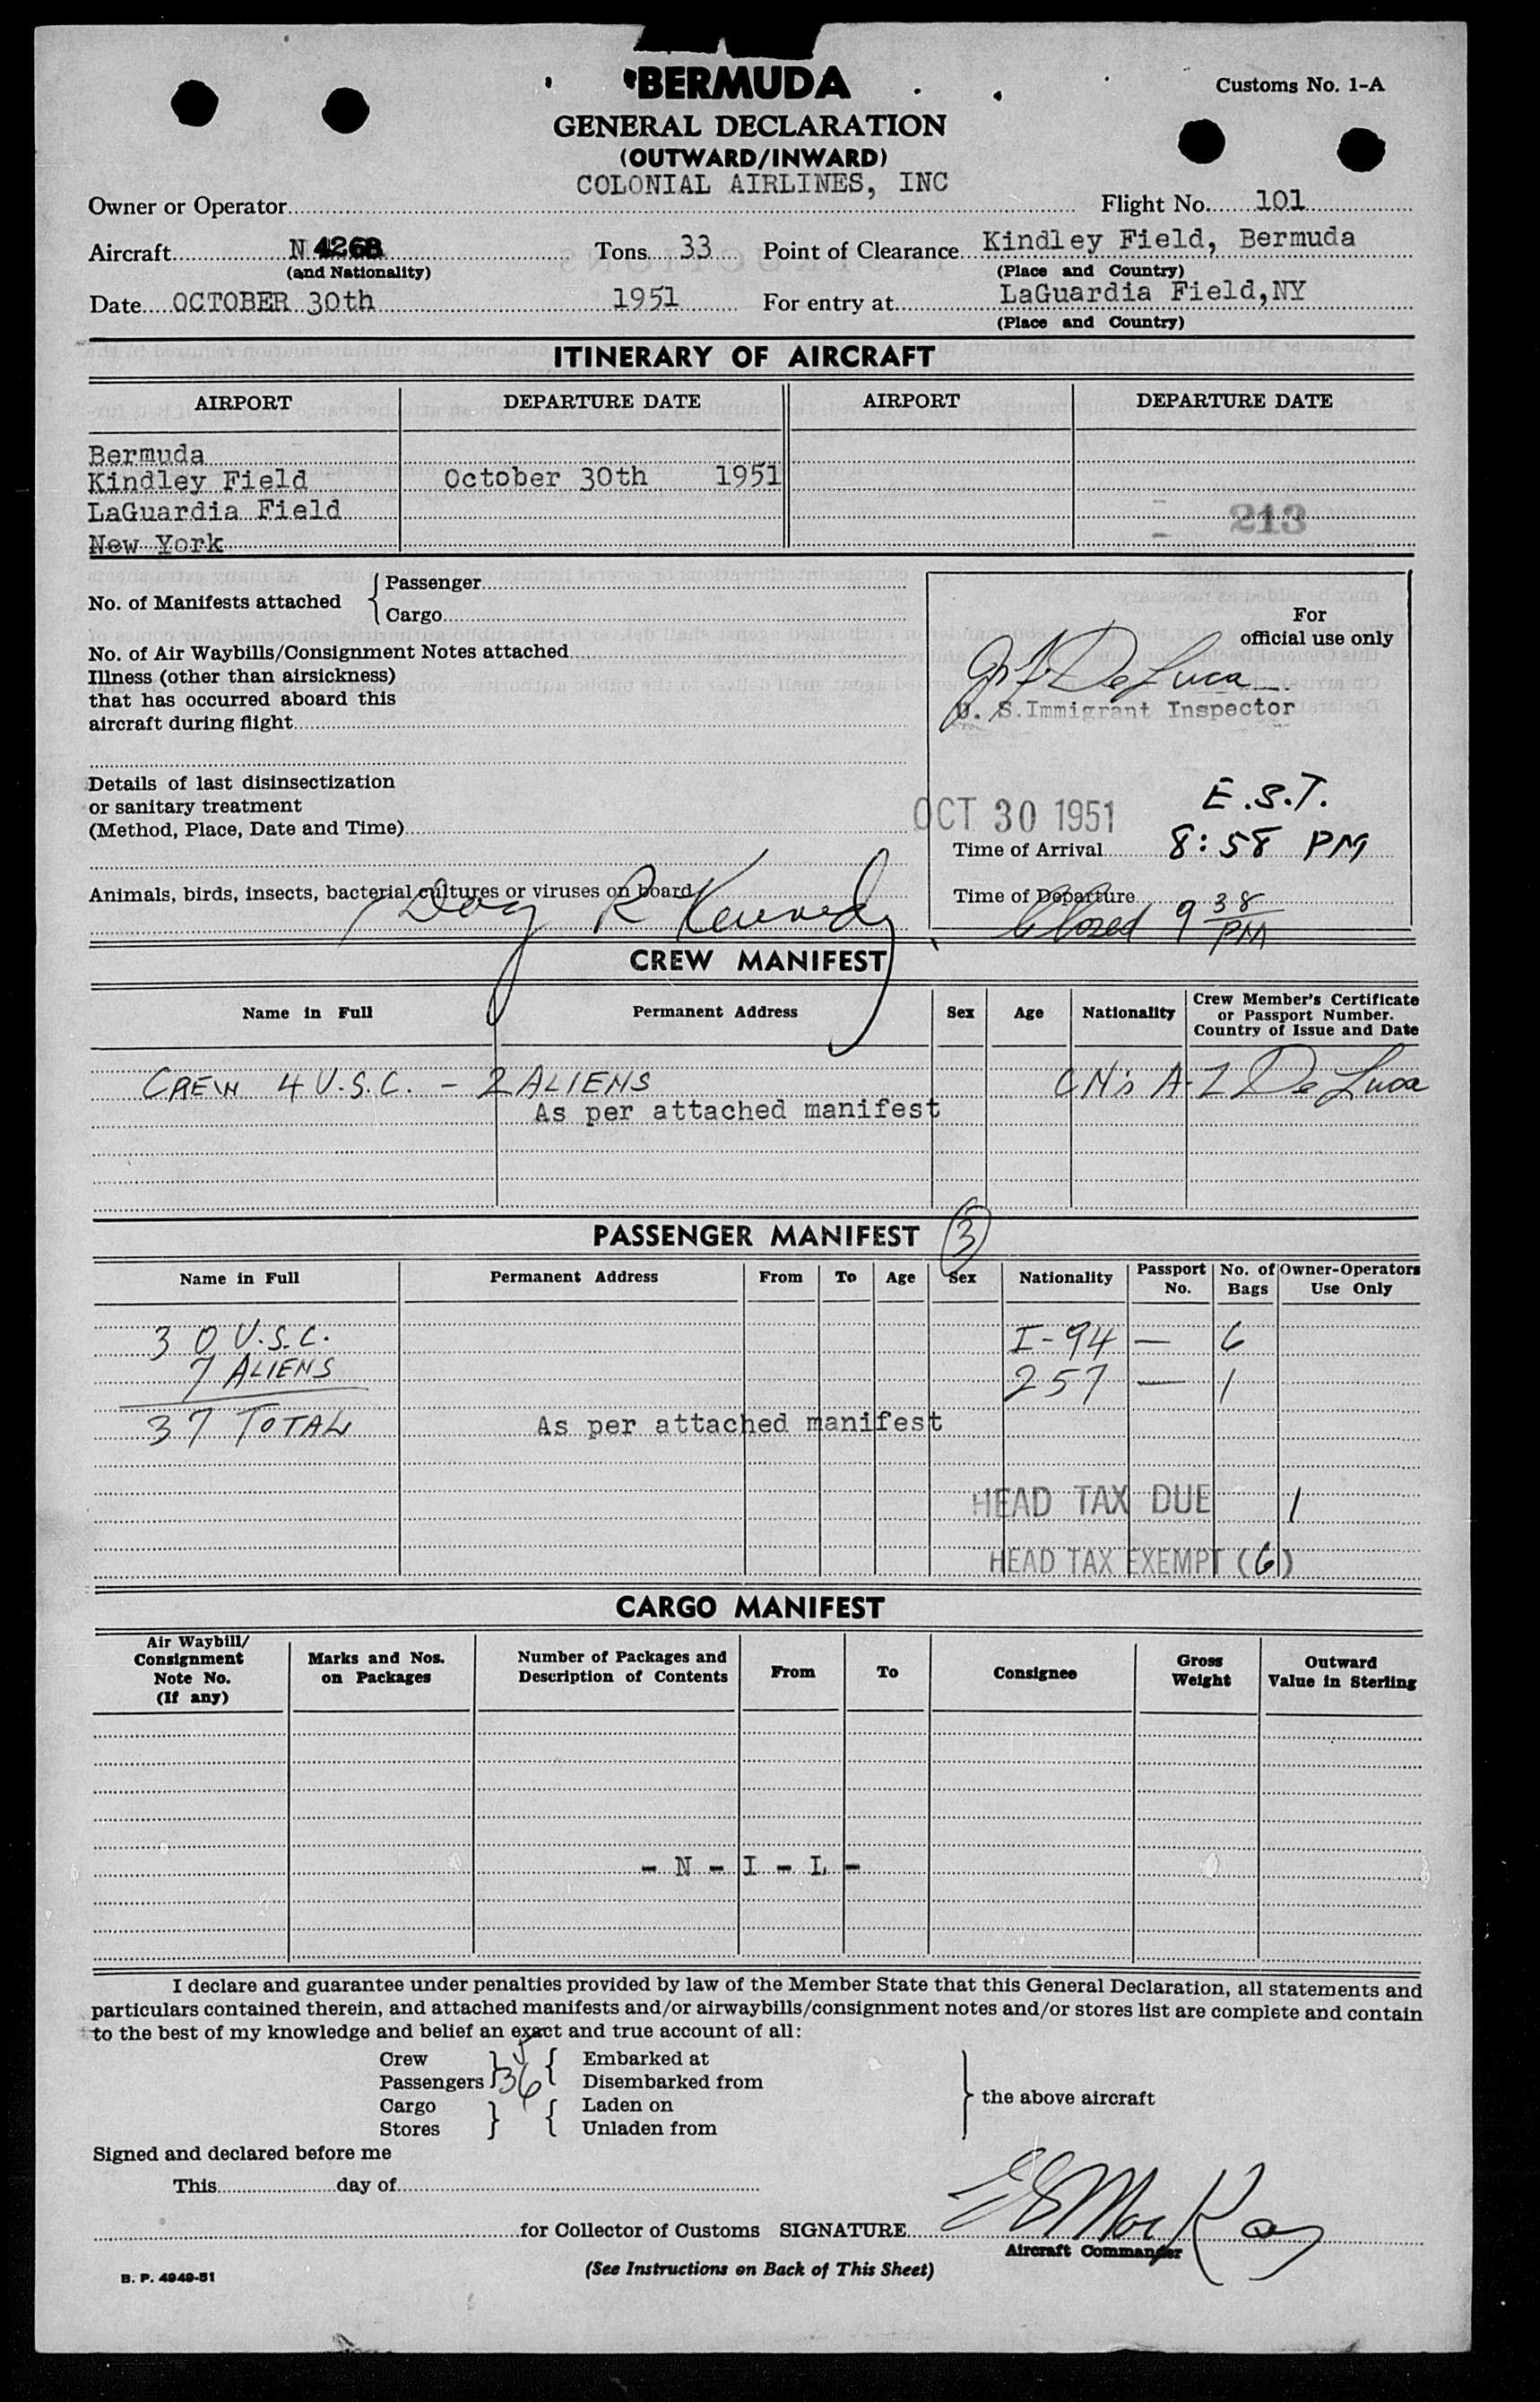 BERMUDA
Customs No. 1-A
GENERAL DECLARATION
(OUTWARD/INWARD)
COLONIAL AIRLINES, INC
Owner or Operator
Flight No. 101
Aircraft N 4268 Tons 33 Point of Clearance Kindley Field, Bermuda
(and Nationality) (Place and Country)
Date OCTOBER 30th 1951 For entry at LaGuardia Field,NY
(Place and Country)
ITINERARY OF AIRCRAFT
AIRPORT DEPARTURE DATE AIRPORT DEPARTURE DATE
Bermuda
Kindley Field October 30th 1951
LaGuardia Field
213
New York
No. of Manifests attached { Passenger
Cargo
For
official use only
No. of Air Waybills/Consignment Notes attached
Illness (other than airsickness)
that has occurred aboard this
aircraft during flight
De Luca
U. S. Immigrant Inspector
Details of last disinsectization
or sanitary treatment
(Method, Place, Date and Time)
E.S.T.
OCT 30 1951
Time of Arrival 8:58 PM
Animals, birds, insects, bacterial cultures or viruses on board
1 Dog R Kennedy
Time of Departure
Closed 9 38 PM
CREW MANIFEST
Name in Full Permanent Address Sex Age Nationality Crew Member's Certificate
or Passport Number.
Country of Issue and Date
CREW 4 U.S.C. - 2 ALIENS De Luca
As per attached manifest
PASSENGER MANIFEST 3
Name in Full Permanent Address From To Age Sex Nationality Passport No. No. of Bags Owner-Operators Use Only
30 U.S.C. I-94 — 6
7 ALIENS 257 — 1
37 TOTAL As per attached manifest
HEAD TAX DUE 1
HEAD TAX EXEMPT (6)
CARGO MANIFEST
Air Waybill/
Consignment
Note No.
(If any)
Marks and Nos.
on Packages
Number of Packages and
Description of Contents
From To Consignee
Gross
Weight
Outward
Value in Sterling
- N - I - L -
I declare and guarantee under penalties provided by law of the Member State that this General Declaration, all statements and
particulars contained therein, and attached manifests and/or airwaybills/consignment notes and/or stores list are complete and contain
to the best of my knowledge and belief an exact and true account of all:
Crew } 5 { Embarked at
Passengers } 36 { Disembarked from
the above aircraft
Cargo } { Laden on
Stores } { Unladen from
Signed and declared before me
This day of
for Collector of Customs SIGNATURE E S MacKay
Aircraft Commander
B. P. 4949-51
(See Instructions on Back of This Sheet)